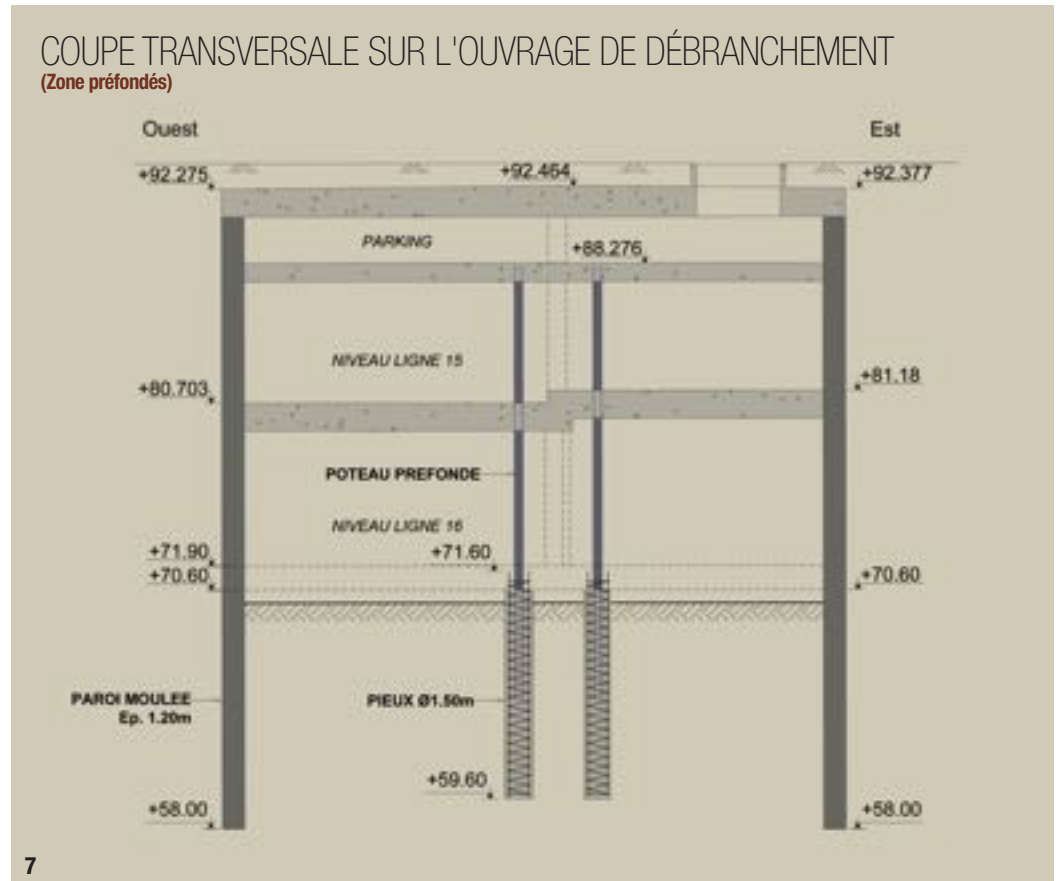 COUPE TRANSVERSALE SUR L'OUVRAGE DE DÉBRANCHEMENT
(Zone préfondés)
Ouest
Est
+92.275
+92.464
+92.377
PARKING
+88.276
NIVEAU LIGNE 15
+80.703
+81.18
POTEAU PREFONDE
NIVEAU LIGNE 16
+71.90
+71.60
+70.60
+70.60
PAROI MOULEE
Ep. 1.20m
PIEUX Ø1.50m
+59.60
+58.00
+58.00
7